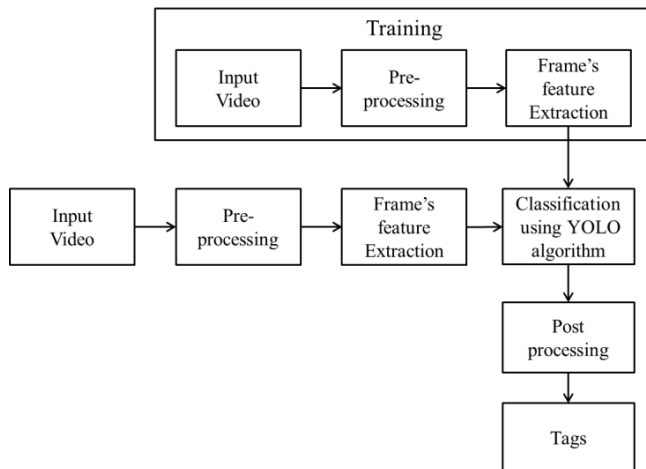 Training
Input
Video
Pre-
processing
Frame's
feature
Extraction
Input
Video
Pre-
processing
Frame's
feature
Extraction
Classification
using YOLO
algorithm
Post
processing
Tags